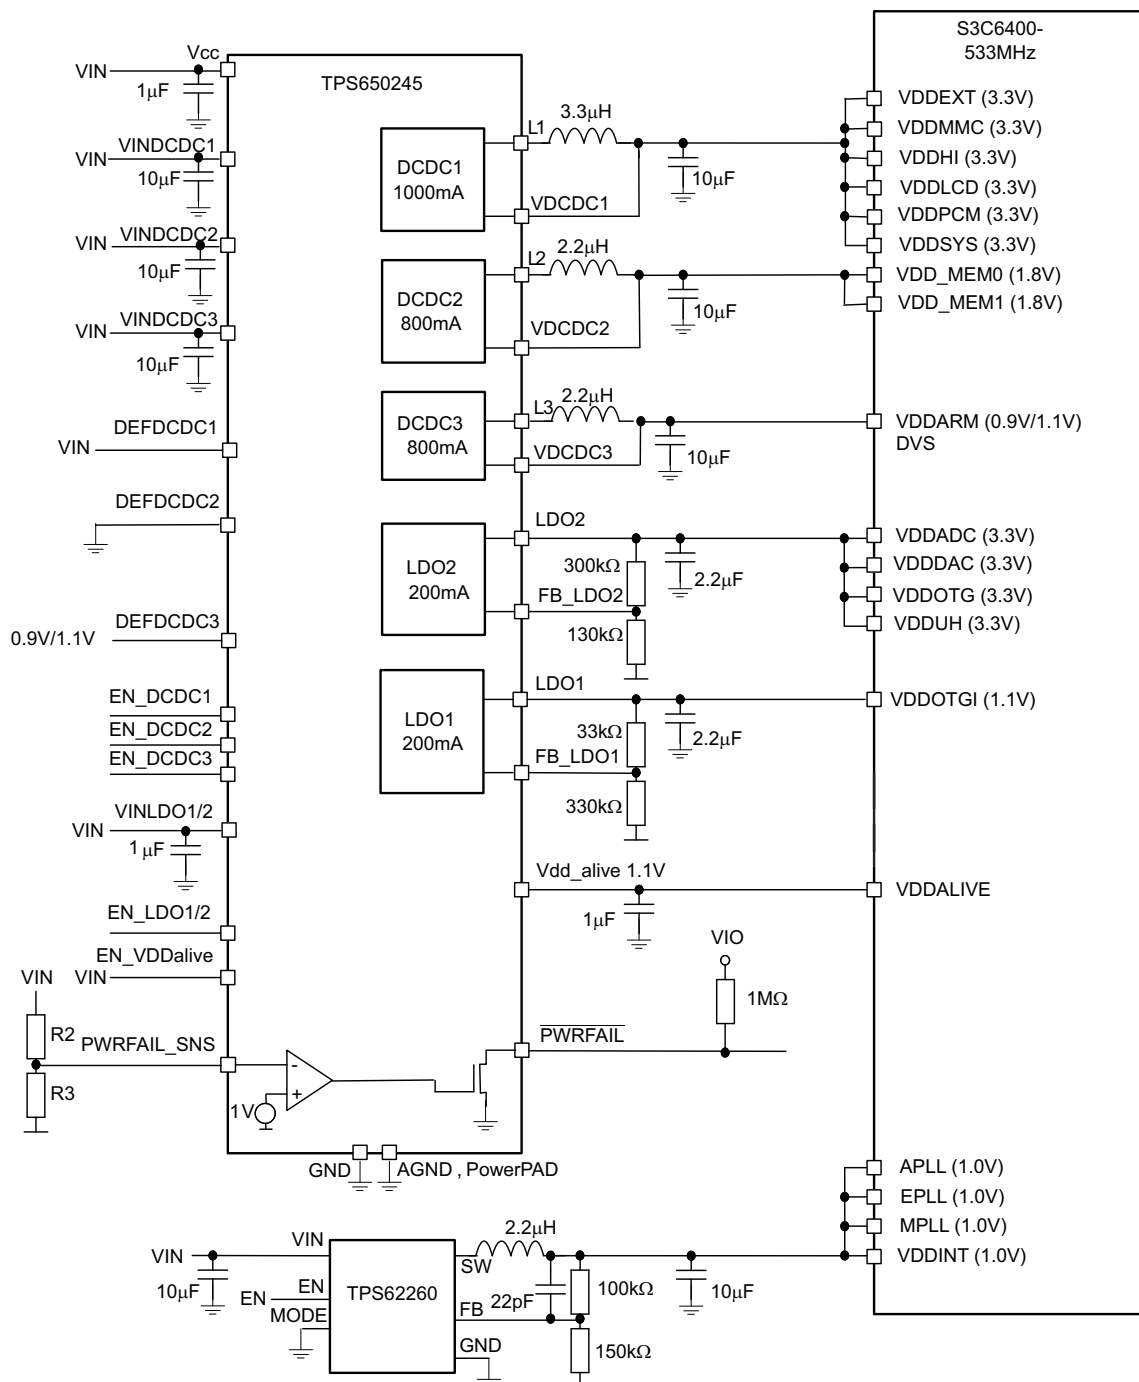 S3C6400-
533MHz
Vcc
VIN
1μF
TPS650245
VDDEXT (3.3V)
VDDMMC (3.3V)
VDDHI (3.3V)
VDDLCD (3.3V)
VDDPCM (3.3V)
VDDSYS (3.3V)
VDD_MEM0 (1.8V)
VDD_MEM1 (1.8V)
L1
3.3μH
DCDC1
1000mA
VDCDC1
10μF
VINDCDC1
VIN
10μF
VINDCDC2
VIN
10μF
L2
2.2μH
DCDC2
800mA
VDCDC2
10μF
VINDCDC3
VIN
10μF
L3
2.2μH
DCDC3
800mA
VDCDC3
10μF
VDDARM (0.9V/1.1V)
DVS
DEFDCDC1
VIN
DEFDCDC2
LDO2
LDO2
200mA
300kΩ
2.2μF
FB_LDO2
130kΩ
VDDADC (3.3V)
VDDDAC (3.3V)
VDDOTG (3.3V)
VDDUH (3.3V)
DEFDCDC3
0.9V/1.1V
EN_DCDC1
EN_DCDC2
EN_DCDC3
LDO1
LDO1
200mA
33kΩ
2.2μF
FB_LDO1
330kΩ
VDDOTGI (1.1V)
VINLDO1/2
VIN
1μF
Vdd_alive 1.1V
1μF
VDDALIVE
EN_LDO1/2
EN_VDDalive
VIN
VIN
R2
PWRFAIL_SNS
R3
-
+
1V
VIO
1MΩ
PWRFAIL
GND
AGND , PowerPAD
APLL (1.0V)
EPLL (1.0V)
MPLL (1.0V)
VDDINT (1.0V)
VIN
VIN
10μF
EN
EN
MODE
TPS62260
SW
2.2μH
22pF
100kΩ
10μF
FB
GND
150kΩ